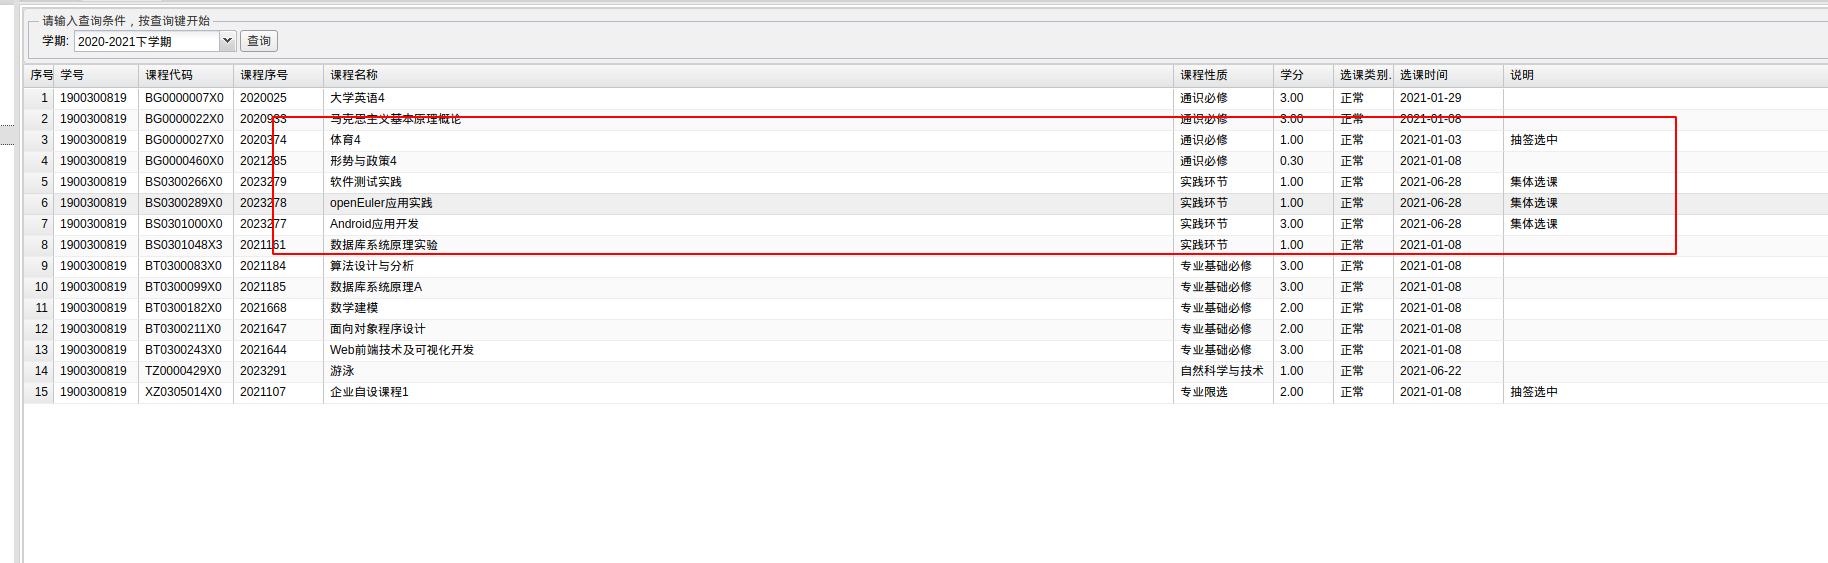 请输入查询条件，按查询键开始
学期: 2020-2021下学期 查询
序号 学号 课程代码 课程序号 课程名称 课程性质 学分 选课类别. 选课时间 说明
1 1900300819 BG0000007X0 2020025 大学英语4 通识必修 3.00 正常 2021-01-29
2 1900300819 BG0000022X0 2020933 马克思主义基本原理概论 通识必修 3.00 正常 2021-01-08
3 1900300819 BG0000027X0 2020374 体育4 通识必修 1.00 正常 2021-01-03 抽签选中
4 1900300819 BG0000460X0 2021285 形势与政策4 通识必修 0.30 正常 2021-01-08
5 1900300819 BS0300266X0 2023279 软件测试实践 实践环节 1.00 正常 2021-06-28 集体选课
6 1900300819 BS0300289X0 2023278 openEuler应用实践 实践环节 1.00 正常 2021-06-28 集体选课
7 1900300819 BS0301000X0 2023277 Android应用开发 实践环节 3.00 正常 2021-06-28 集体选课
8 1900300819 BS0301048X3 2021161 数据库系统原理实验 实践环节 1.00 正常 2021-01-08
9 1900300819 BT0300083X0 2021184 算法设计与分析 专业基础必修 3.00 正常 2021-01-08
10 1900300819 BT0300099X0 2021185 数据库系统原理A 专业基础必修 3.00 正常 2021-01-08
11 1900300819 BT0300182X0 2021668 数学建模 专业基础必修 2.00 正常 2021-01-08
12 1900300819 BT0300211X0 2021647 面向对象程序设计 专业基础必修 2.00 正常 2021-01-08
13 1900300819 BT0300243X0 2021644 Web前端技术及可视化开发 专业基础必修 3.00 正常 2021-01-08
14 1900300819 TZ0000429X0 2023291 游泳 自然科学与技术 1.00 正常 2021-06-22
15 1900300819 XZ0305014X0 2021107 企业自设课程1 专业限选 2.00 正常 2021-01-08 抽签选中